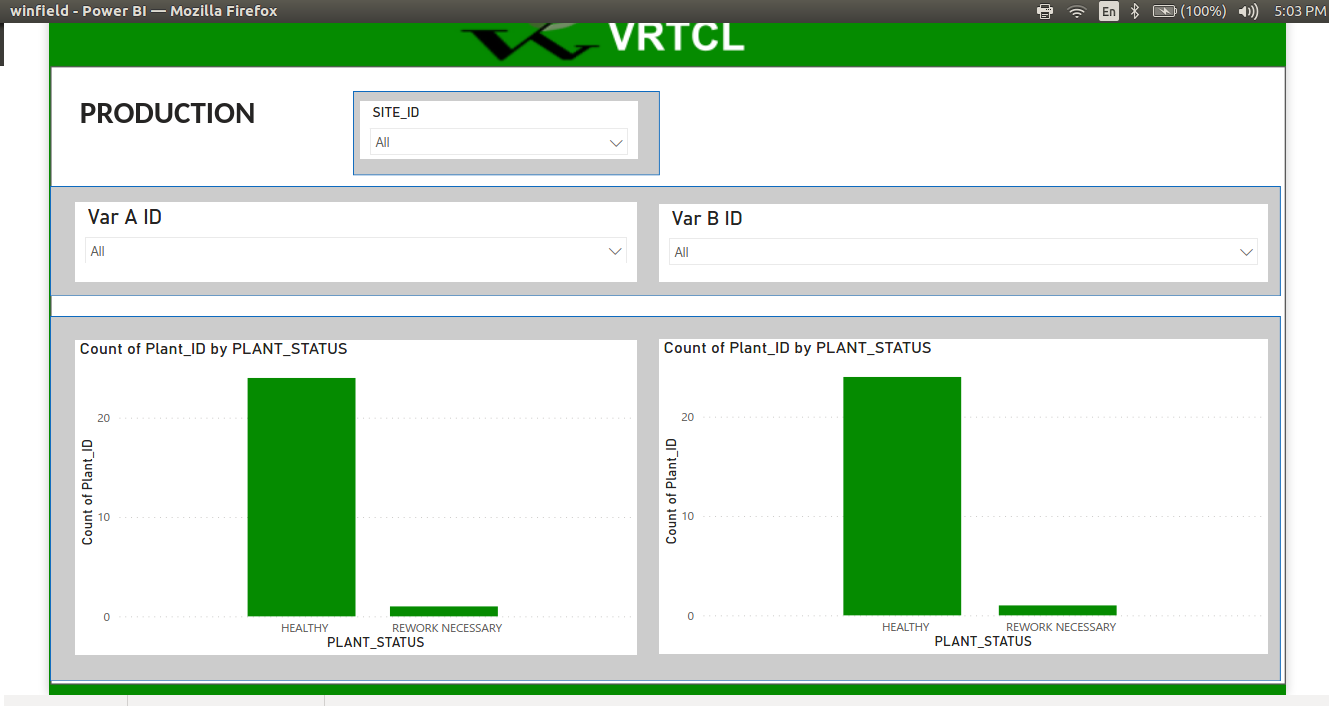 winfield - Power BI — Mozilla Firefox
En
(100%)
5:03 PM
VRTCL
PRODUCTION
SITE_ID
All
Var A ID
All
Var B ID
All
Count of Plant_ID by PLANT_STATUS
Count of Plant_ID
20
10
0
HEALTHY
REWORK NECESSARY
PLANT_STATUS
Count of Plant_ID by PLANT_STATUS
Count of Plant_ID
20
10
0
HEALTHY
REWORK NECESSARY
PLANT_STATUS